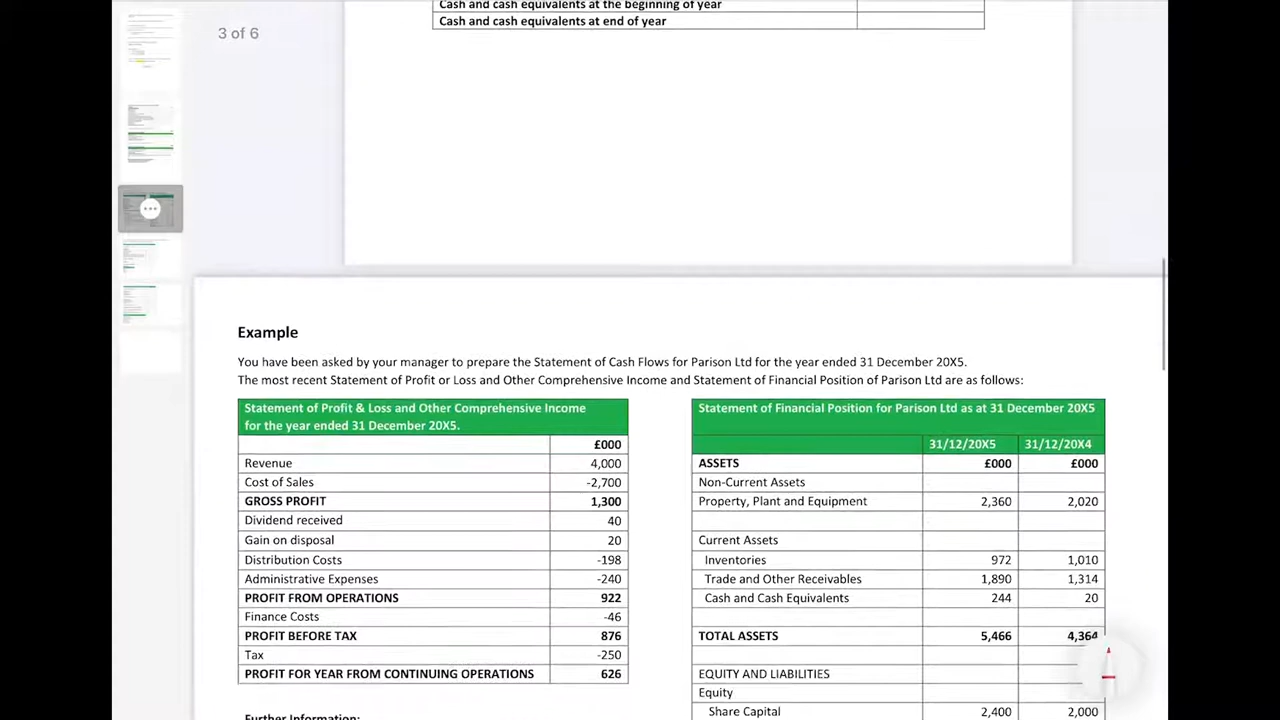 Cash and cash equivalents at the beginning of year
Cash and cash equivalents at end of year
3 of 6
Example
You have been asked by your manager to prepare the Statement of Cash Flows for Parison Ltd for the year ended 31 December 20X5.
The most recent Statement of Profit or Loss and Other Comprehensive Income and Statement of Financial Position of Parison Ltd are as follows:
Statement of Profit & Loss and Other Comprehensive Income
for the year ended 31 December 20X5.
£000
Revenue 4,000
Cost of Sales -2,700
GROSS PROFIT 1,300
Dividend received 40
Gain on disposal 20
Distribution Costs -198
Administrative Expenses -240
PROFIT FROM OPERATIONS 922
Finance Costs -46
PROFIT BEFORE TAX 876
Tax -250
PROFIT FOR YEAR FROM CONTINUING OPERATIONS 626
Further Information:
Statement of Financial Position for Parison Ltd as at 31 December 20X5
31/12/20X5 31/12/20X4
ASSETS £000 £000
Non-Current Assets
Property, Plant and Equipment 2,360 2,020
Current Assets
Inventories 972 1,010
Trade and Other Receivables 1,890 1,314
Cash and Cash Equivalents 244 20
TOTAL ASSETS 5,466 4,364
EQUITY AND LIABILITIES
Equity
Share Capital 2,400 2,000